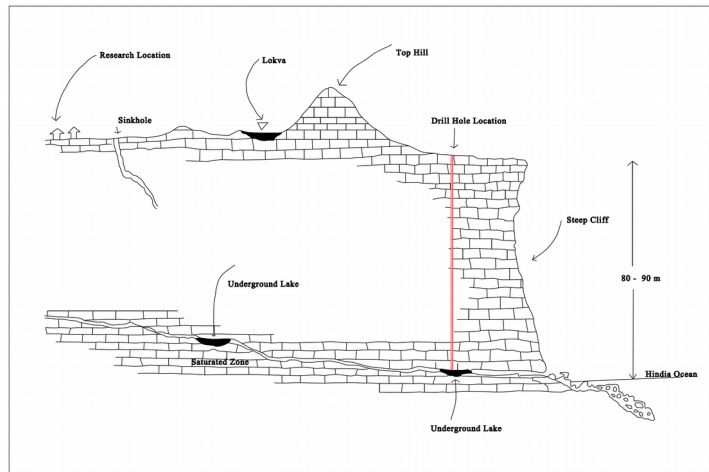 Top Hill
Research Location
Lokva
Sinkhole
Drill Hole Location
Steep Cliff
80 - 90 m
Underground Lake
Saturated Zone
Hindia Ocean
Underground Lake